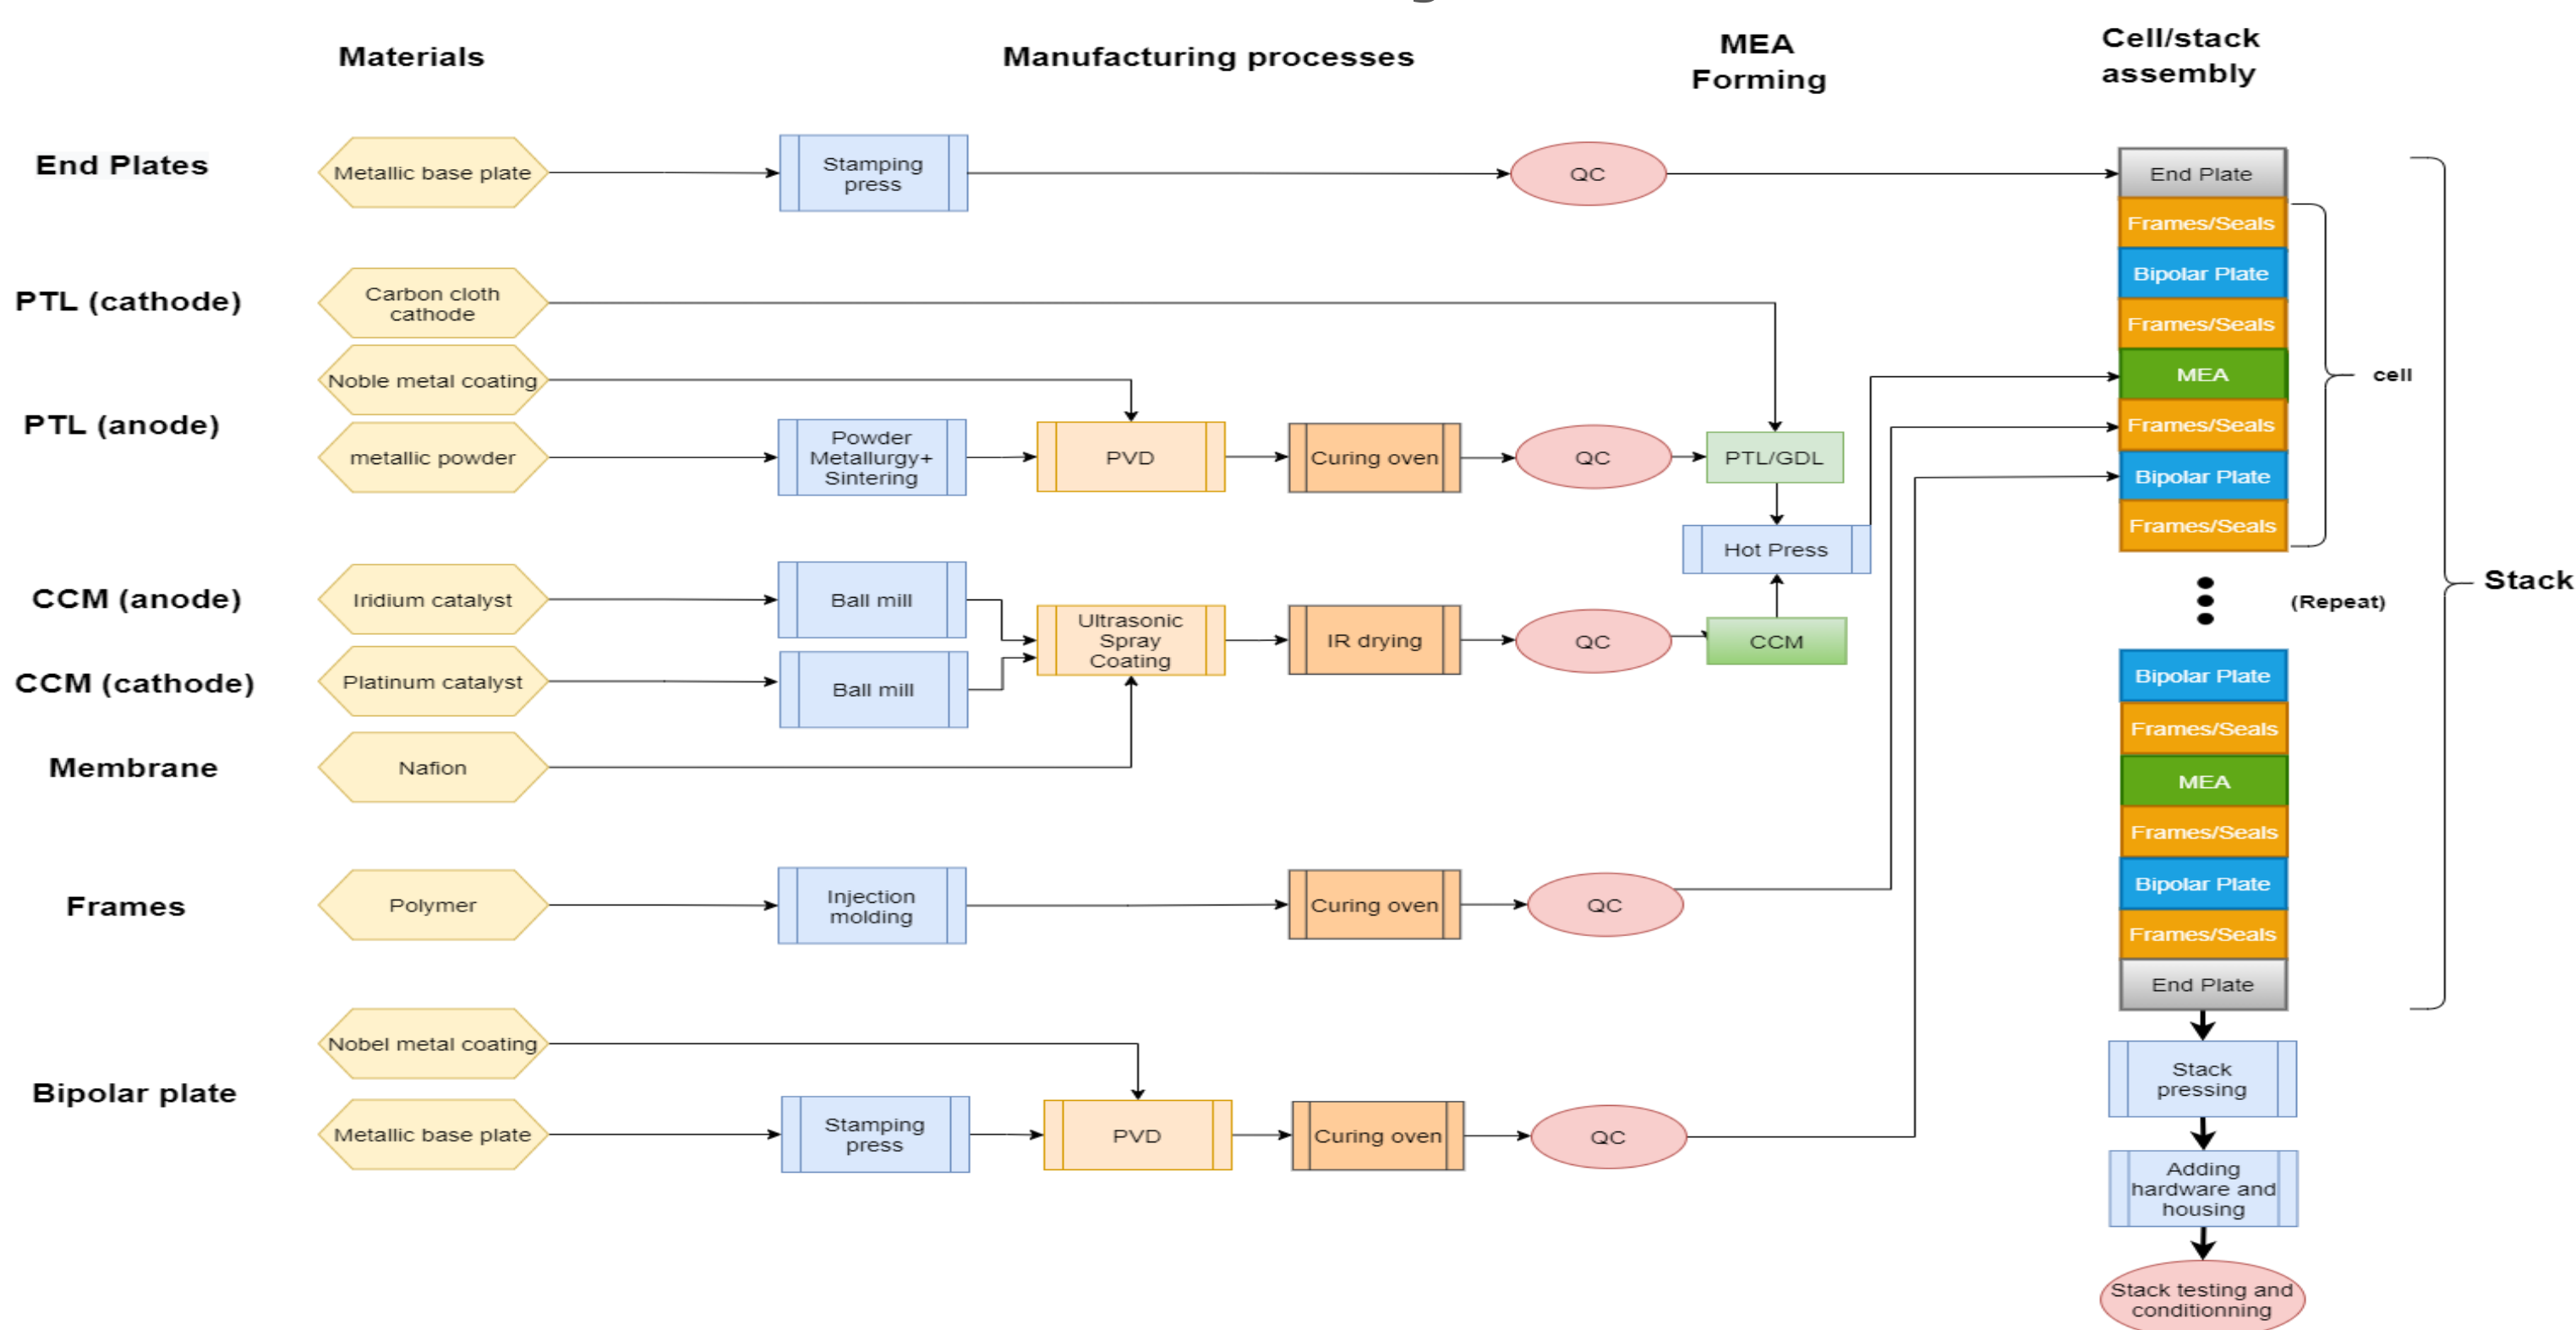 Materials
Manufacturing processes
MEA
Forming
Cell/stack
assembly
End Plates
Metallic base plate
Stamping
press
QC
End Plate
Frames/Seals
Bipolar Plate
Frames/Seals
MEA
Frames/Seals
Bipolar Plate
Frames/Seals
cell
Stack
(Repeat)
PTL (cathode)
Carbon cloth
cathode
PTL (anode)
Noble metal coating
metallic powder
Powder
Metallurgy+
Sintering
PVD
Curing oven
QC
PTL/GDL
Hot Press
CCM (anode)
Iridium catalyst
Ball mill
Ultrasonic
Spray
Coating
IR drying
QC
CCM
CCM (cathode)
Platinum catalyst
Ball mill
Membrane
Nafion
Frames
Polymer
Injection
molding
Curing oven
QC
Bipolar plate
Nobel metal coating
Metallic base plate
Stamping
press
PVD
Curing oven
QC
Bipolar Plate
Frames/Seals
MEA
Frames/Seals
Bipolar Plate
Frames/Seals
End Plate
Stack
pressing
Adding
hardware and
housing
Stack testing and
conditionning